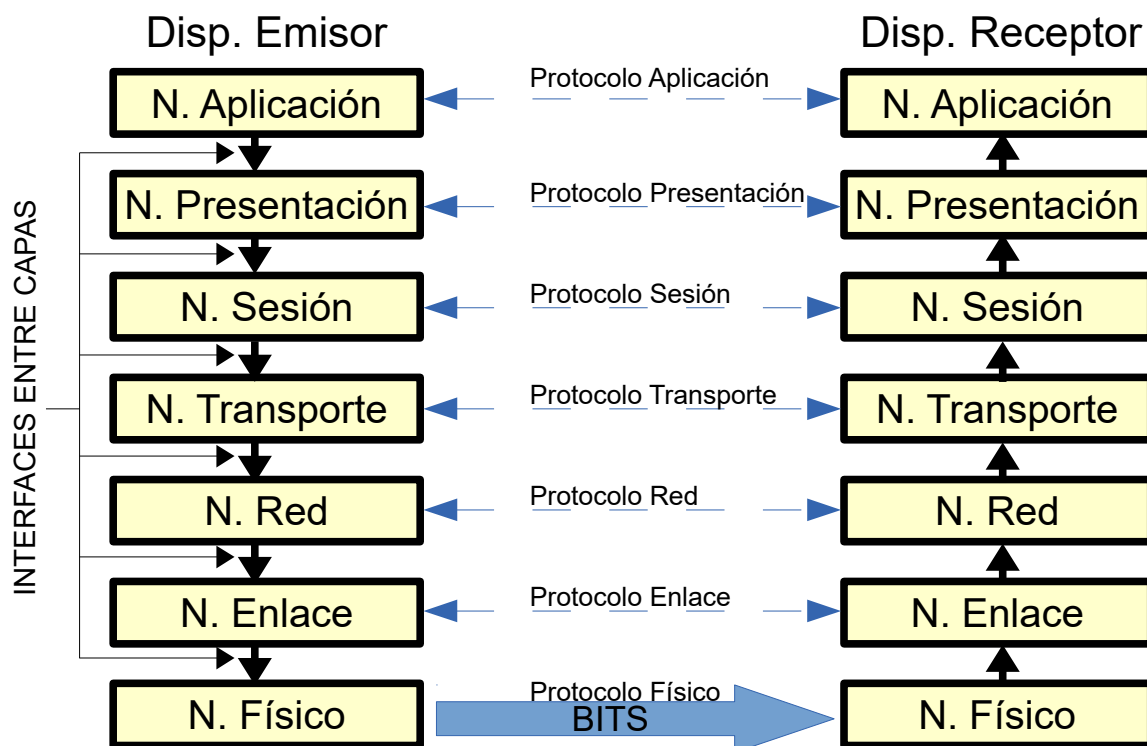 Disp. Emisor
Disp. Receptor
N. Aplicación
Protocolo Aplicación
N. Aplicación
N. Presentación
Protocolo Presentación
N. Presentación
N. Sesión
Protocolo Sesión
N. Sesión
INTERFACES ENTRE CAPAS
N. Transporte
Protocolo Transporte
N. Transporte
N. Red
Protocolo Red
N. Red
N. Enlace
Protocolo Enlace
N. Enlace
N. Físico
Protocolo Físico
BITS
N. Físico